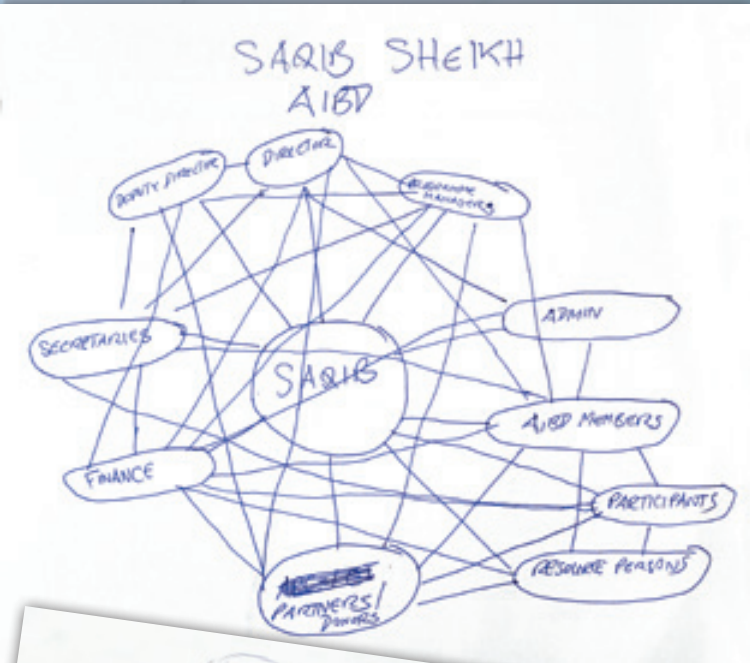 SAQIB SHEIKH
AIBD
DEPUTY DIRECTOR
DIRECTOR
PROGRAMME
MANAGERS
SECRETARIES
SAQIB
ADMIN
AIBD MEMBERS
FINANCE
PARTICIPANTS
RESOURCE PERSONS
PARTNERS/
DONORS